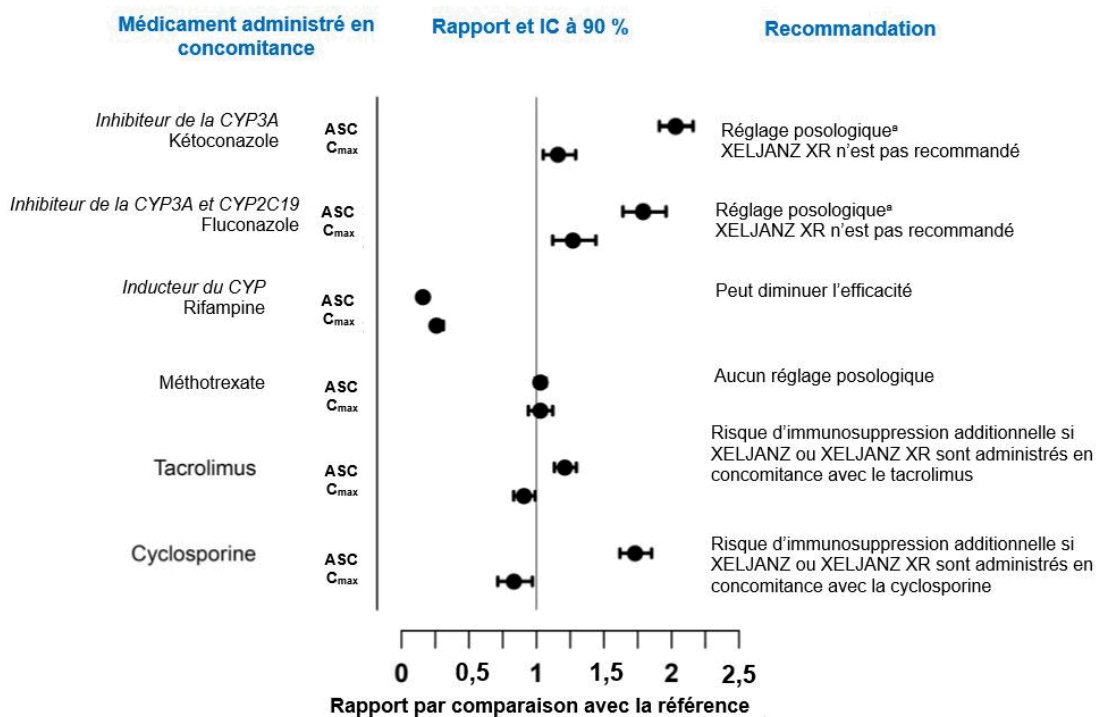 Médicament administré en concomitance
Rapport et IC à 90 %
Recommandation
Inhibiteur de la CYP3A
Kétoconazole
ASC
Cmax
Réglage posologiqueª
XELJANZ XR n’est pas recommandé
Inhibiteur de la CYP3A et CYP2C19
Fluconazole
ASC
Cmax
Réglage posologiqueª
XELJANZ XR n’est pas recommandé
Inducteur du CYP
Rifampine
ASC
Cmax
Peut diminuer l’efficacité
Méthotrexate
ASC
Cmax
Aucun réglage posologique
Tacrolimus
ASC
Cmax
Risque d’immunosuppression additionnelle si
XELJANZ ou XELJANZ XR sont administrés en
concomitance avec le tacrolimus
Cyclosporine
ASC
Cmax
Risque d’immunosuppression additionnelle si
XELJANZ ou XELJANZ XR sont administrés en
concomitance avec la cyclosporine
0 0,5 1 1,5 2 2,5
Rapport par comparaison avec la référence